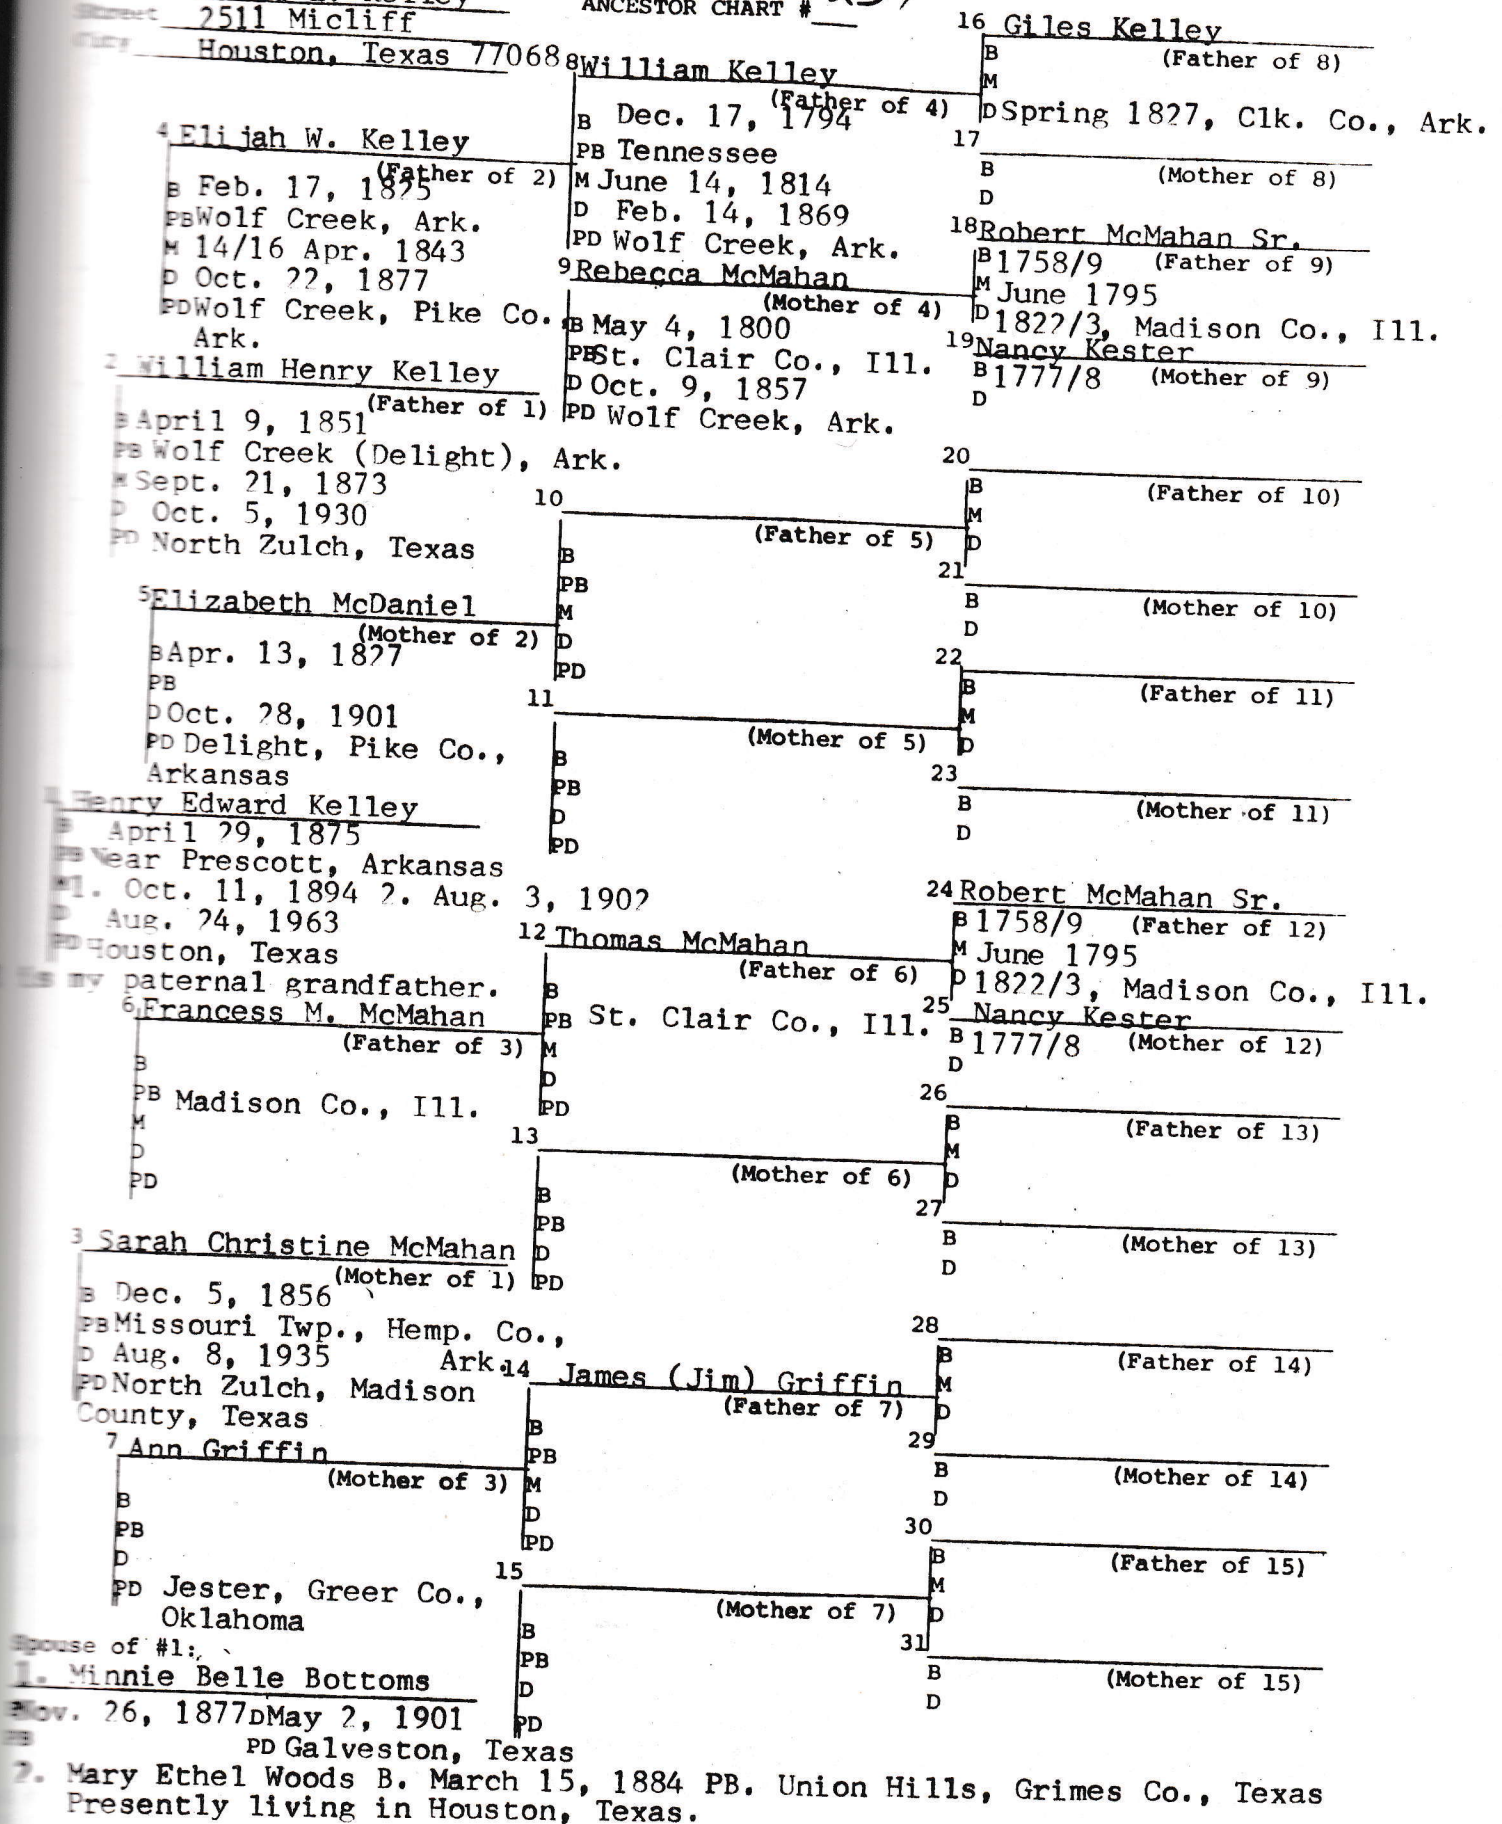 Street 2511 Micliff
City Houston, Texas 77068
ANCESTOR CHART #
4 Elijah W. Kelley
(Father of 2)
B Feb. 17, 1825
PB Wolf Creek, Ark.
M 14/16 Apr. 1843
D Oct. 22, 1877
PD Wolf Creek, Pike Co.
Ark.
2 William Henry Kelley
(Father of 1)
B April 9, 1851
PB Wolf Creek (Delight), Ark.
M Sept. 21, 1873
D Oct. 5, 1930
PD North Zulch, Texas
5 Elizabeth McDaniel
(Mother of 2)
B Apr. 13, 1827
PB
D Oct. 28, 1901
PD Delight, Pike Co.,
Arkansas
1 Henry Edward Kelley
B April 29, 1875
PB Near Prescott, Arkansas
M 1. Oct. 11, 1894 2. Aug. 3, 1902
D Aug. 24, 1963
PD Houston, Texas
is my paternal grandfather.
6 Francess M. McMahan
(Father of 3)
B
PB Madison Co., Ill.
M
D
PD
3 Sarah Christine McMahan
(Mother of 1)
B Dec. 5, 1856
PB Missouri Twp., Hemp. Co.,
Ark.
D Aug. 8, 1935
PD North Zulch, Madison
County, Texas
7 Ann Griffin
(Mother of 3)
B
PB
D
PD Jester, Greer Co.,
Oklahoma
Spouse of #1:
1. Minnie Belle Bottoms
B Nov. 26, 1877 D May 2, 1901
PB
PD Galveston, Texas
2. Mary Ethel Woods B. March 15, 1884 PB. Union Hills, Grimes Co., Texas
Presently living in Houston, Texas.
8 William Kelley
(Father of 4)
B Dec. 17, 1794
PB Tennessee
M June 14, 1814
D Feb. 14, 1869
PD Wolf Creek, Ark.
9 Rebecca McMahan
(Mother of 4)
B May 4, 1800
PB St. Clair Co., Ill.
D Oct. 9, 1857
PD Wolf Creek, Ark.
10
(Father of 5)
B
PB
M
D
PD
11
(Mother of 5)
B
PB
D
PD
12 Thomas McMahan
(Father of 6)
B
PB St. Clair Co., Ill.
M
D
PD
13
(Mother of 6)
B
PB
D
PD
14 James (Jim) Griffin
(Father of 7)
B
PB
M
D
PD
15
(Mother of 7)
B
PB
D
PD
16 Giles Kelley
B (Father of 8)
M
D Spring 1827, Clk. Co., Ark.
17
B (Mother of 8)
D
18 Robert McMahan Sr.
B 1758/9 (Father of 9)
M June 1795
D 1822/3, Madison Co., Ill.
19 Nancy Kester
B 1777/8 (Mother of 9)
D
20
B (Father of 10)
M
D
21
B (Mother of 10)
D
22
B (Father of 11)
M
D
23
B (Mother of 11)
D
24 Robert McMahan Sr.
B 1758/9 (Father of 12)
M June 1795
D 1822/3, Madison Co., Ill.
25 Nancy Kester
B 1777/8 (Mother of 12)
D
26
B (Father of 13)
M
D
27
B (Mother of 13)
D
28
B (Father of 14)
M
D
29
B (Mother of 14)
D
30
B (Father of 15)
M
D
31
B (Mother of 15)
D